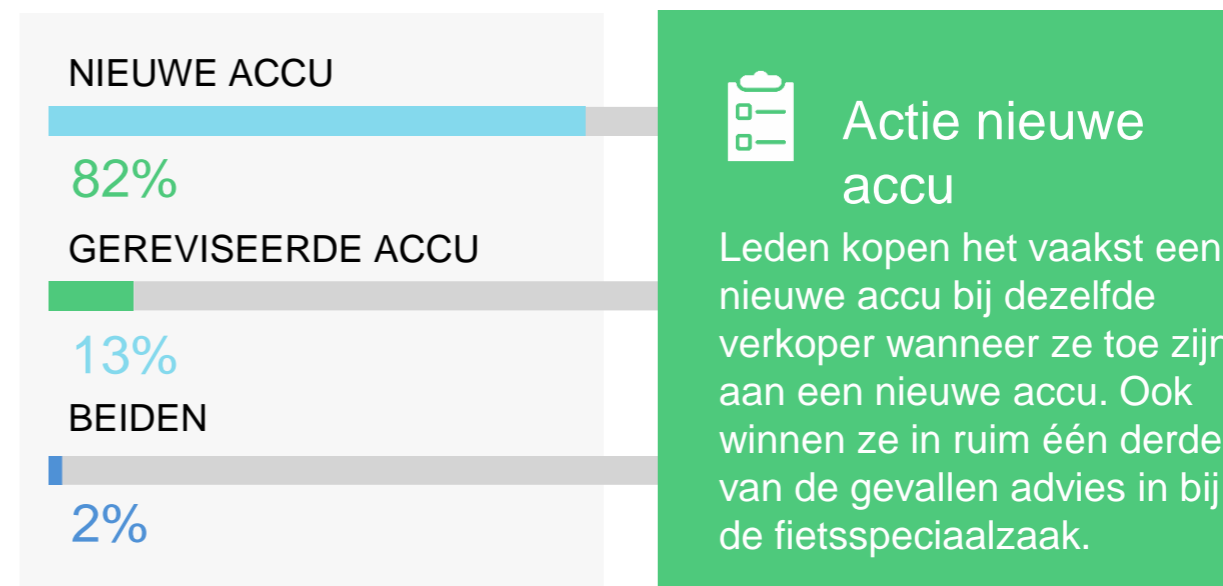 NIEUWE ACCU
82%
GEREVISEERDE ACCU
13%
BEIDEN
2%
Actie nieuwe
accu
Leden kopen het vaakst een
nieuwe accu bij dezelfde
verkoper wanneer ze toe zijn
aan een nieuwe accu. Ook
winnen ze in ruim één derde
van de gevallen advies in bij
de fietsspeciaalzaak.